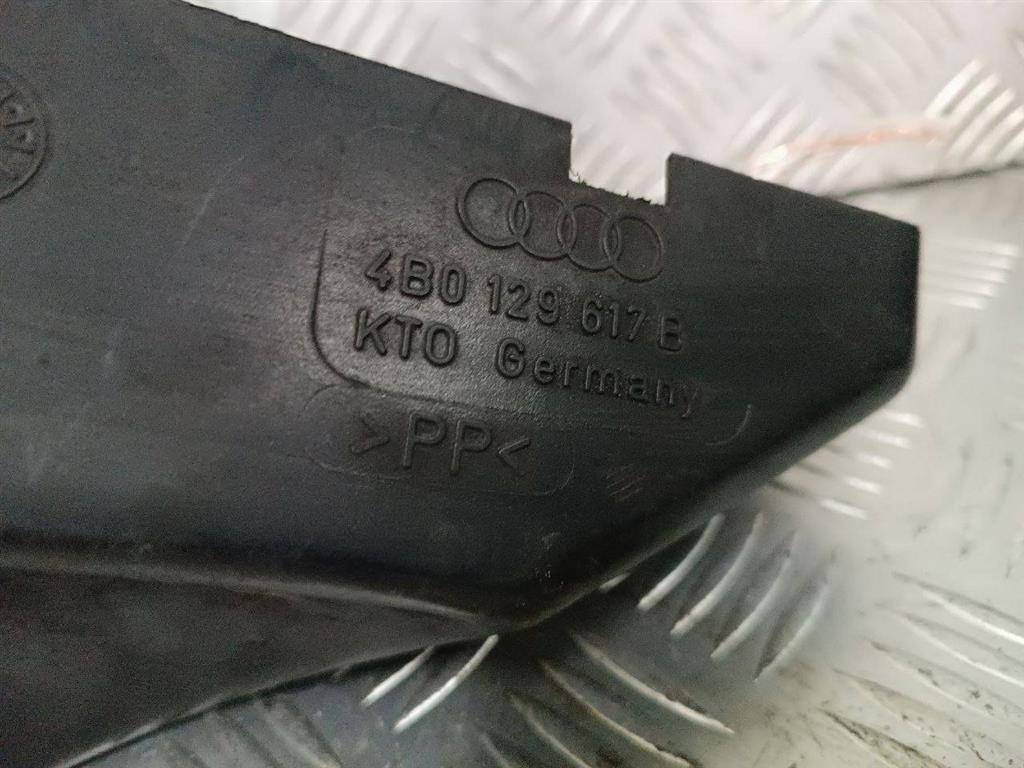 4B0 129 617 B
KTO Germany
>PP<